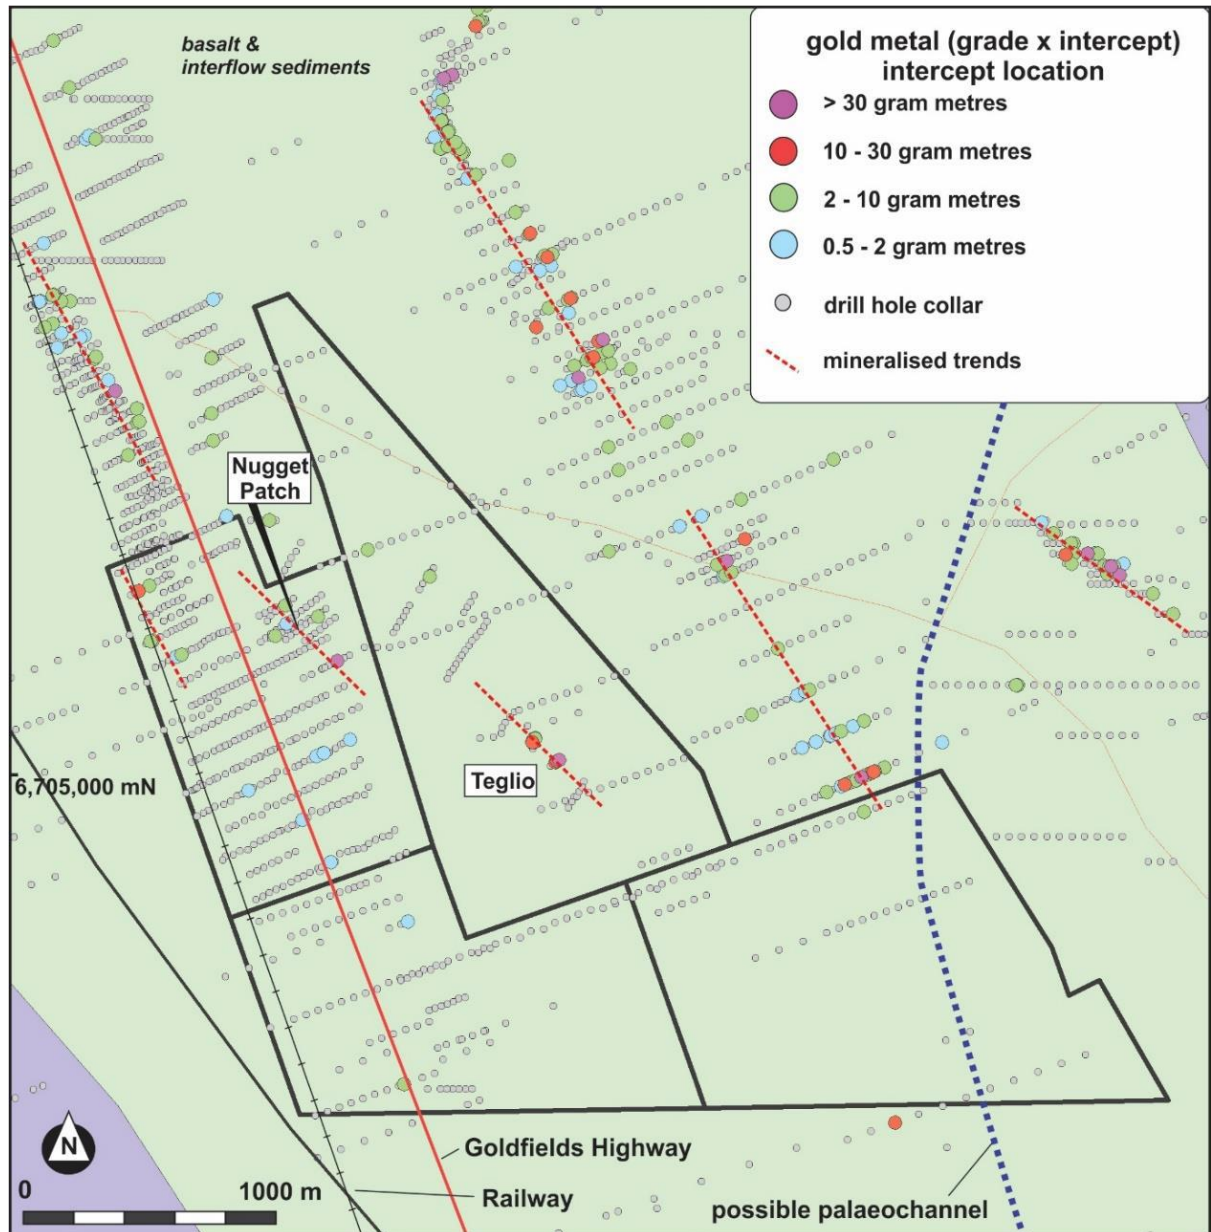 basalt &
interflow sediments
gold metal (grade x intercept)
intercept location
> 30 gram metres
10 - 30 gram metres
2 - 10 gram metres
0.5 - 2 gram metres
drill hole collar
mineralised trends
Nugget
Patch
6,705,000 mN
Teglio
N
Goldfields Highway
0
1000 m
Railway
possible palaeochannel